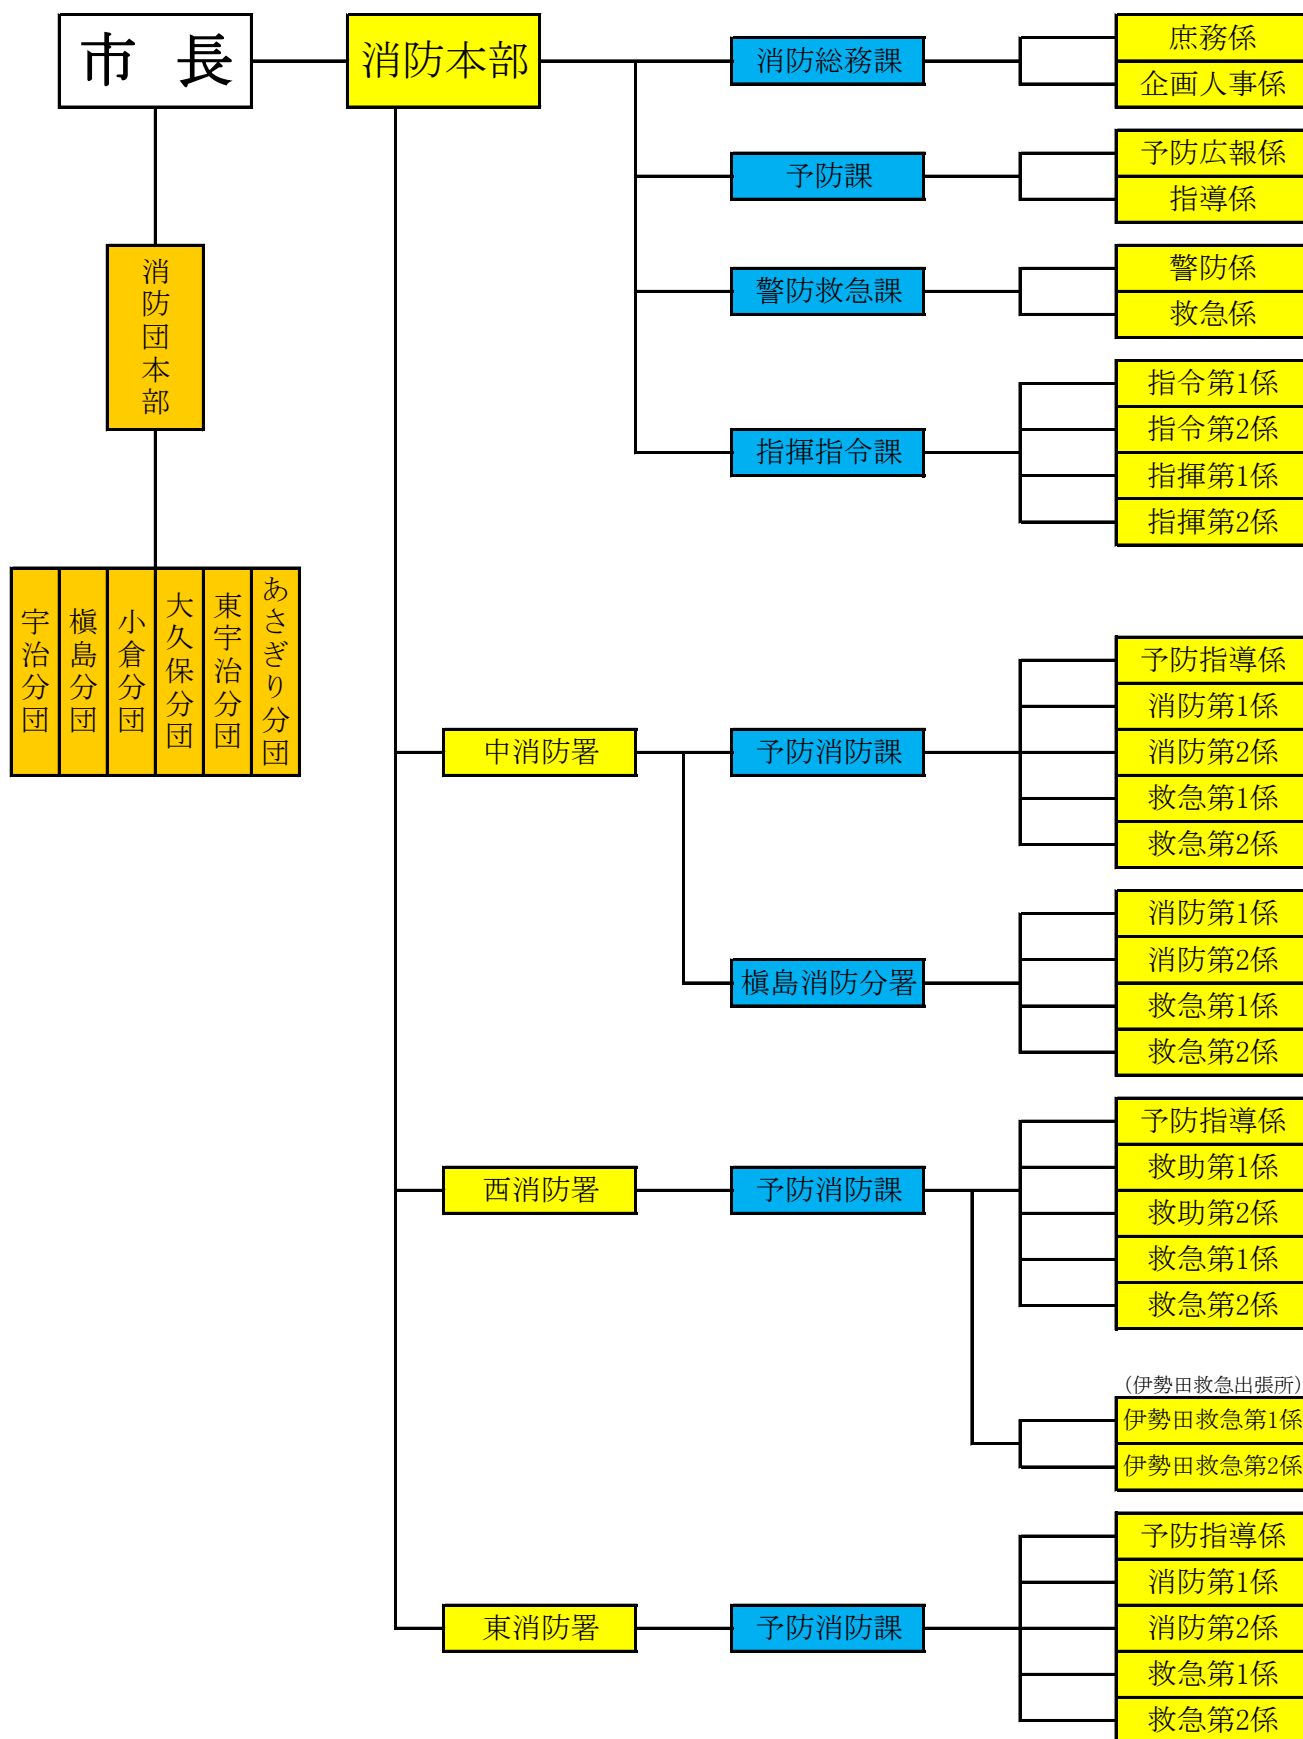 市　長
消防本部
消防総務課
庶務係
企画人事係
予防課
予防広報係
指導係
警防救急課
警防係
救急係
指揮指令課
指令第1係
指令第2係
指揮第1係
指揮第2係
消防団本部
宇治分団
槇島分団
小倉分団
大久保分団
東宇治分団
あさぎり分団
中消防署
予防消防課
予防指導係
消防第1係
消防第2係
救急第1係
救急第2係
槇島消防分署
消防第1係
消防第2係
救急第1係
救急第2係
西消防署
予防消防課
予防指導係
救助第1係
救助第2係
救急第1係
救急第2係
（伊勢田救急出張所）
伊勢田救急第1係
伊勢田救急第2係
東消防署
予防消防課
予防指導係
消防第1係
消防第2係
救急第1係
救急第2係